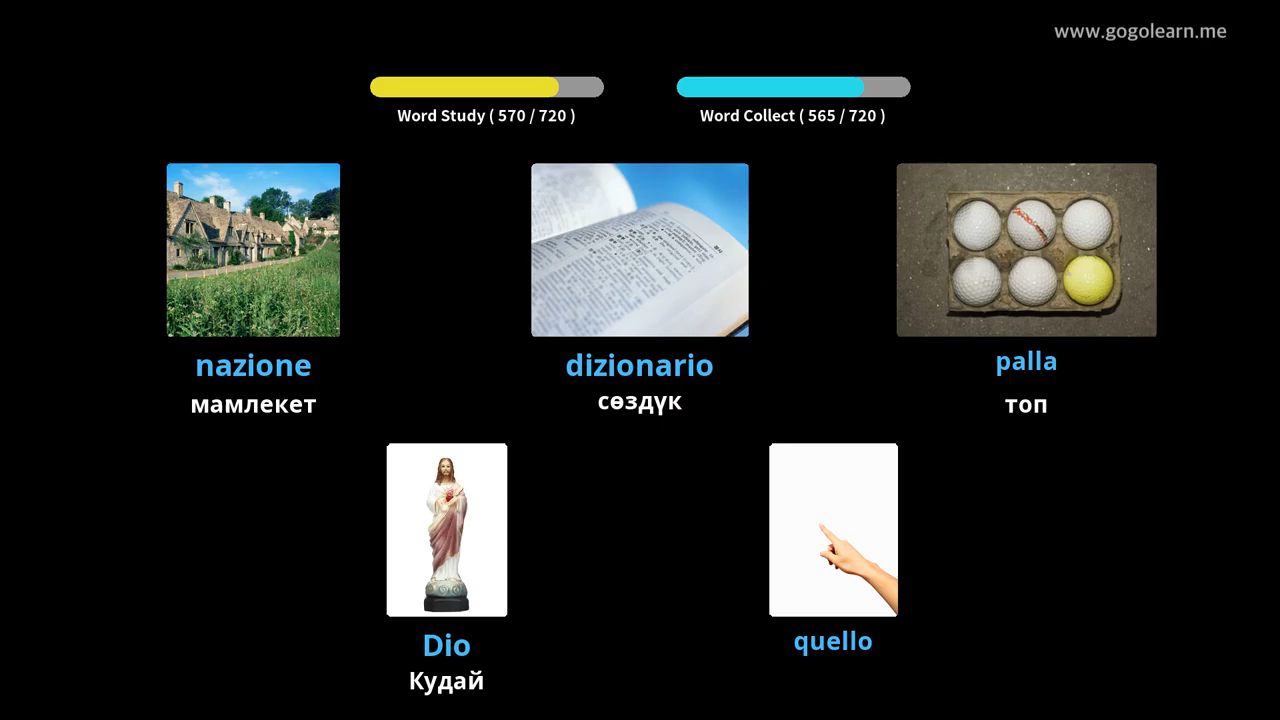 www.gogolearn.me
Word Study ( 570 / 720 )
Word Collect ( 565 / 720 )
nazione
мамлекет
dizionario
сөздүк
palla
топ
Dio
Кудай
quello